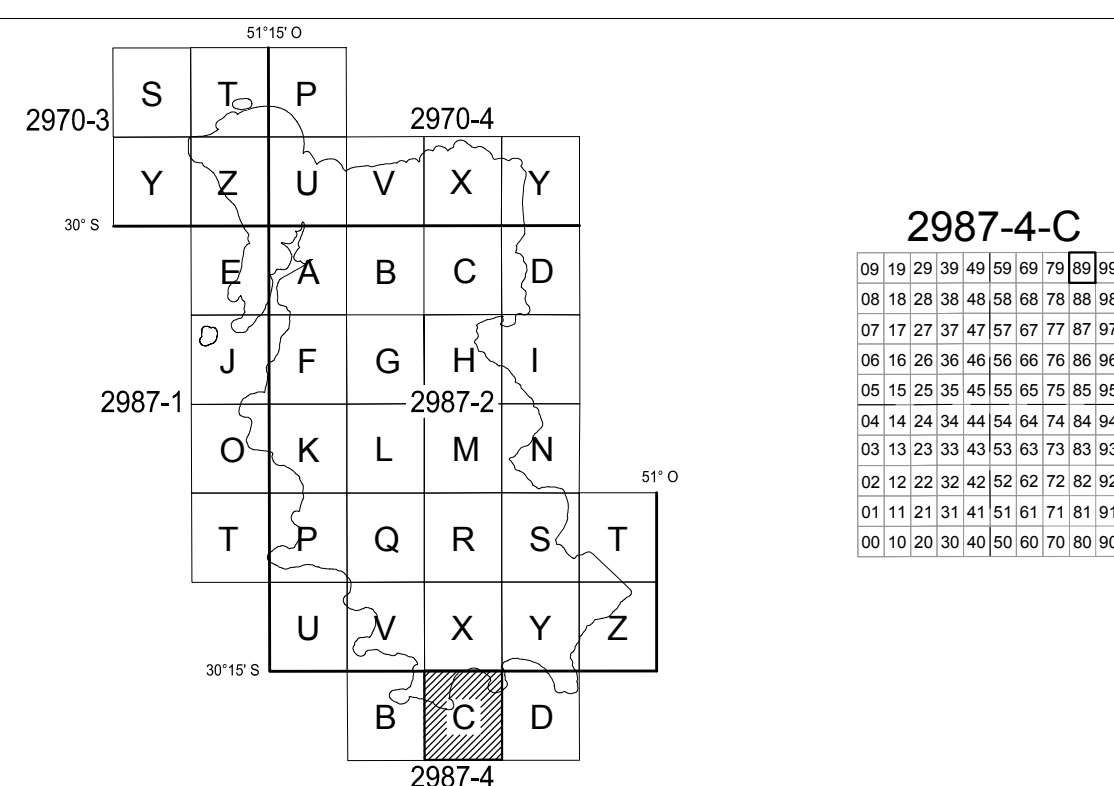 51°15' O
S T P
2970-3
2970-4
Y Z U V X Y
30° S
E A B C D
J F G H I
2987-1
2987-2
O K L M N
51° O
T P Q R S T
U V X Y Z
30°15' S
B C D
2987-4
2987-4-C
09 19 29 39 49 59 69 79 89 99
08 18 28 38 48 58 68 78 88 98
07 17 27 37 47 57 67 77 87 97
06 16 26 36 46 56 66 76 86 96
05 15 25 35 45 55 65 75 85 95
04 14 24 34 44 54 64 74 84 94
03 13 23 33 43 53 63 73 83 93
02 12 22 32 42 52 62 72 82 92
01 11 21 31 41 51 61 71 81 91
00 10 20 30 40 50 60 70 80 90